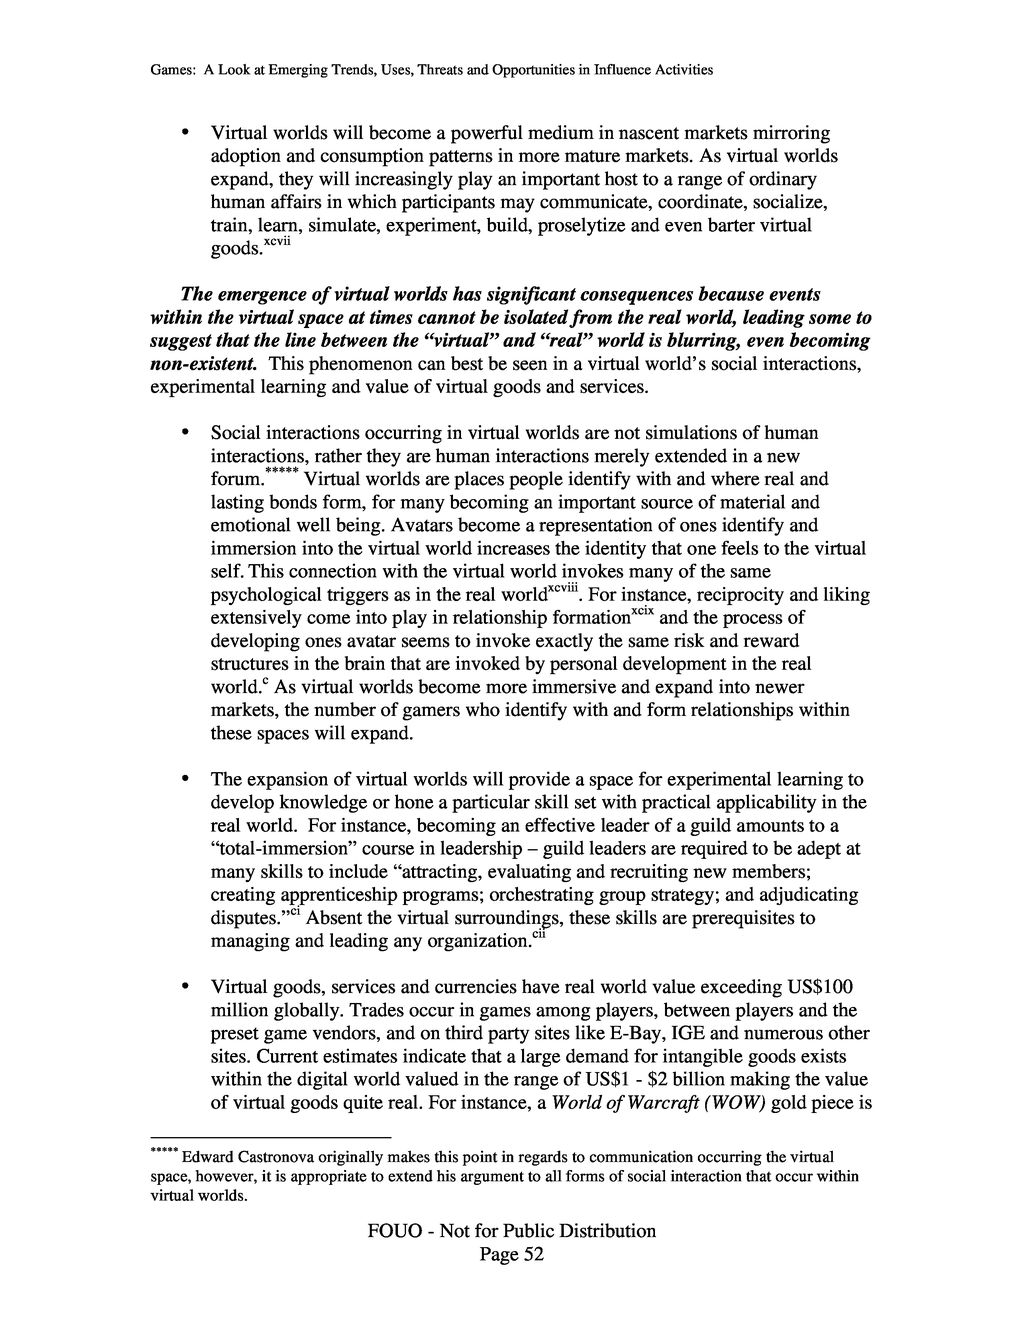 Games:  A Look at Emerging Trends, Uses, Threats and Opportunities in Influence Activities
• Virtual worlds will become a powerful medium in nascent markets mirroring
adoption and consumption patterns in more mature markets. As virtual worlds
expand, they will increasingly play an important host to a range of ordinary
human affairs in which participants may communicate, coordinate, socialize,
train, learn, simulate, experiment, build, proselytize and even barter virtual
goods.xcvii
The emergence of virtual worlds has significant consequences because events
within the virtual space at times cannot be isolated from the real world, leading some to
suggest that the line between the “virtual” and “real” world is blurring, even becoming
non-existent.  This phenomenon can best be seen in a virtual world’s social interactions,
experimental learning and value of virtual goods and services.
• Social interactions occurring in virtual worlds are not simulations of human
interactions, rather they are human interactions merely extended in a new
forum.***** Virtual worlds are places people identify with and where real and
lasting bonds form, for many becoming an important source of material and
emotional well being. Avatars become a representation of ones identify and
immersion into the virtual world increases the identity that one feels to the virtual
self. This connection with the virtual world invokes many of the same
psychological triggers as in the real worldxcviii. For instance, reciprocity and liking
extensively come into play in relationship formationxcix and the process of
developing ones avatar seems to invoke exactly the same risk and reward
structures in the brain that are invoked by personal development in the real
world.c As virtual worlds become more immersive and expand into newer
markets, the number of gamers who identify with and form relationships within
these spaces will expand.
• The expansion of virtual worlds will provide a space for experimental learning to
develop knowledge or hone a particular skill set with practical applicability in the
real world.  For instance, becoming an effective leader of a guild amounts to a
“total-immersion” course in leadership – guild leaders are required to be adept at
many skills to include “attracting, evaluating and recruiting new members;
creating apprenticeship programs; orchestrating group strategy; and adjudicating
disputes.”ci Absent the virtual surroundings, these skills are prerequisites to
managing and leading any organization.cii
• Virtual goods, services and currencies have real world value exceeding US$100
million globally. Trades occur in games among players, between players and the
preset game vendors, and on third party sites like E-Bay, IGE and numerous other
sites. Current estimates indicate that a large demand for intangible goods exists
within the digital world valued in the range of US$1 - $2 billion making the value
of virtual goods quite real. For instance, a World of Warcraft (WOW) gold piece is
***** Edward Castronova originally makes this point in regards to communication occurring the virtual
space, however, it is appropriate to extend his argument to all forms of social interaction that occur within
virtual worlds.
FOUO - Not for Public Distribution
Page 52